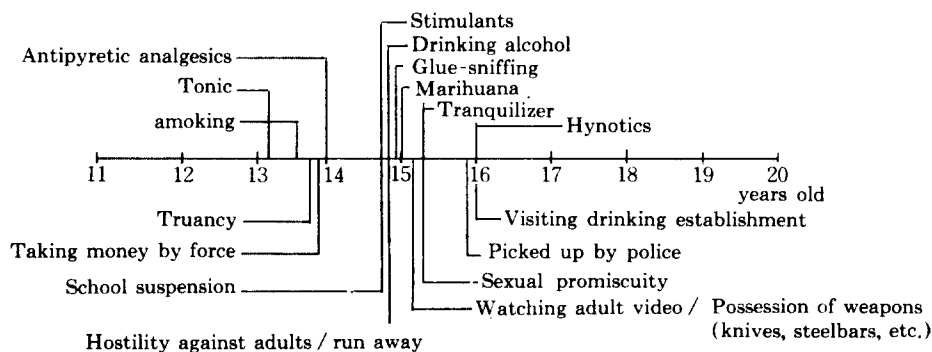 Stimulants
Drinking alcohol
Antipyretic analgesics
Glue-sniffing
Tonic
Marihuana
Tranquilizer
amoking
Hynotics
11 12 13 14 15 16 17 18 19 20
years old
Truancy
Visiting drinking establishment
Taking money by force
Picked up by police
School suspension
Sexual promiscuity
Watching adult video / Possession of weapons
(knives, steelbars, etc.)
Hostility against adults / run away